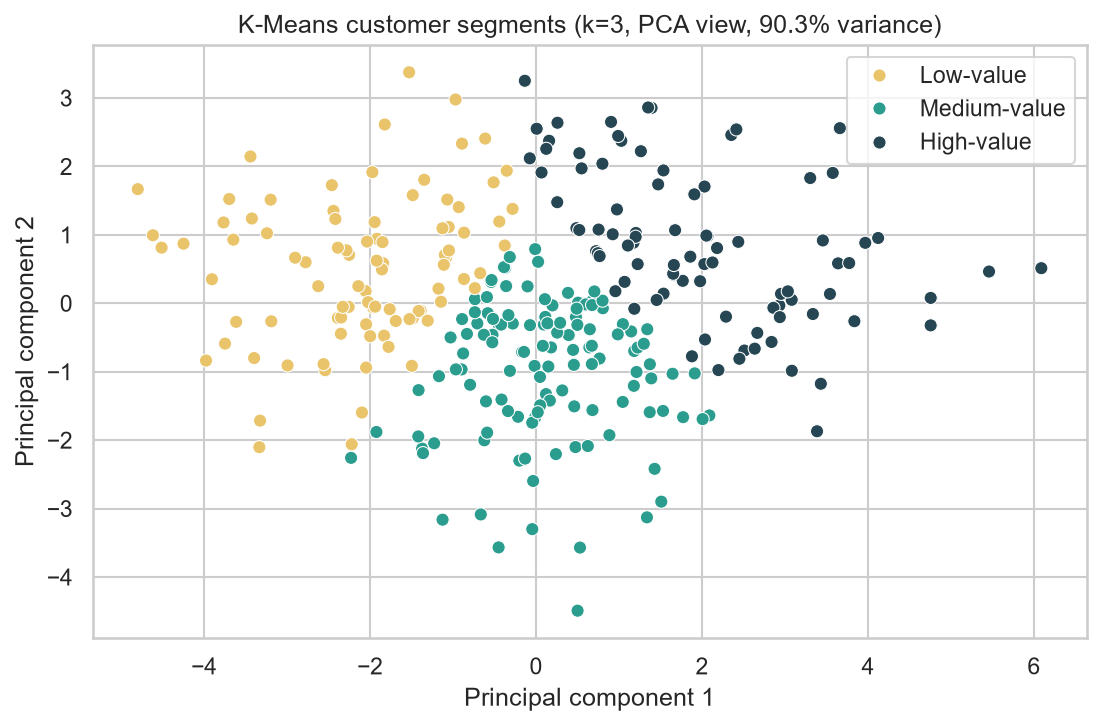 K-Means customer segments (k=3, PCA view, 90.3% variance)
Low-value
Medium-value
High-value
Principal component 2
3
2
1
0
−1
−2
−3
−4
−4
−2
0
2
4
6
Principal component 1